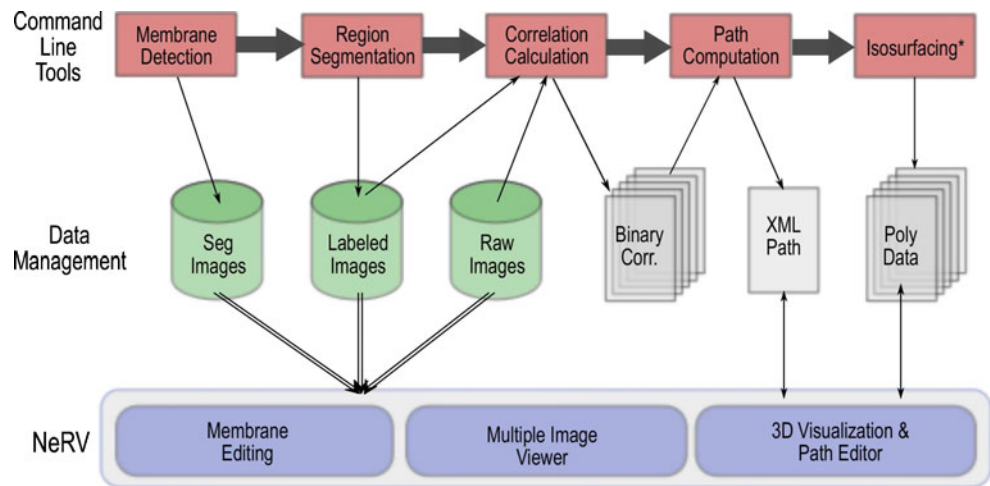 Command
Line
Tools
Membrane
Detection
Region
Segmentation
Correlation
Calculation
Path
Computation
Isosurfacing*
Data
Management
Seg
Images
Labeled
Images
Raw
Images
Binary
Corr.
XML
Path
Poly
Data
NeRV
Membrane
Editing
Multiple Image
Viewer
3D Visualization &
Path Editor